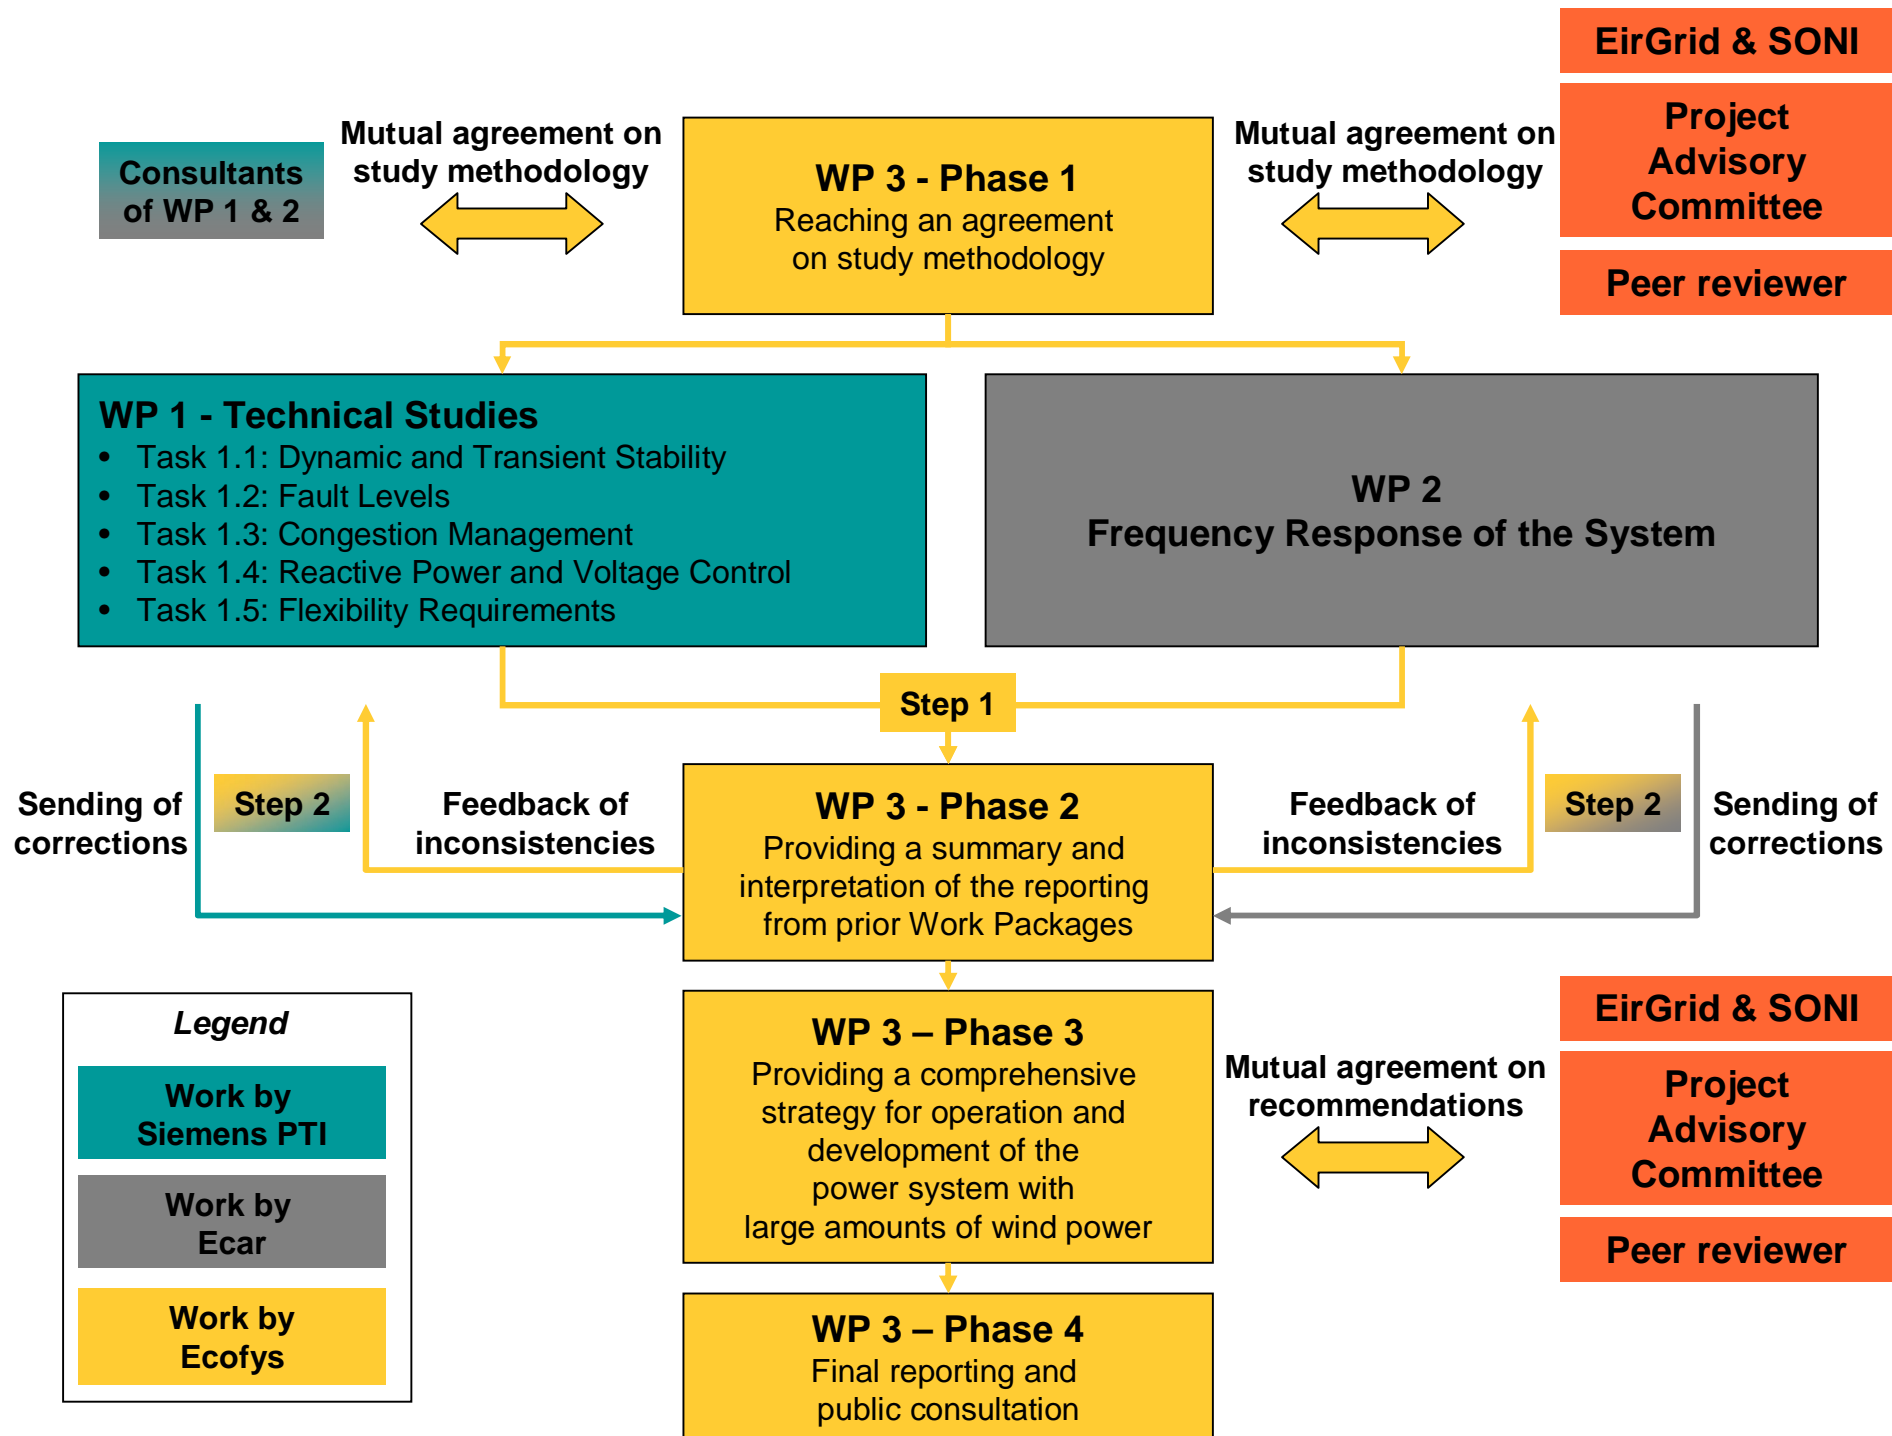 EirGrid & SONI
Project
Advisory
Committee
Peer reviewer
Mutual agreement on
study methodology
Consultants
of WP 1 & 2
WP 3 - Phase 1
Reaching an agreement
on study methodology
Mutual agreement on
study methodology
WP 1 - Technical Studies
• Task 1.1: Dynamic and Transient Stability
• Task 1.2: Fault Levels
• Task 1.3: Congestion Management
• Task 1.4: Reactive Power and Voltage Control
• Task 1.5: Flexibility Requirements
WP 2
Frequency Response of the System
Step 1
Sending of
corrections
Step 2
Feedback of
inconsistencies
WP 3 - Phase 2
Providing a summary and
interpretation of the reporting
from prior Work Packages
Feedback of
inconsistencies
Step 2
Sending of
corrections
Legend
Work by
Siemens PTI
Work by
Ecar
Work by
Ecofys
WP 3 – Phase 3
Providing a comprehensive
strategy for operation and
development of the
power system with
large amounts of wind power
Mutual agreement on
recommendations
EirGrid & SONI
Project
Advisory
Committee
Peer reviewer
WP 3 – Phase 4
Final reporting and
public consultation